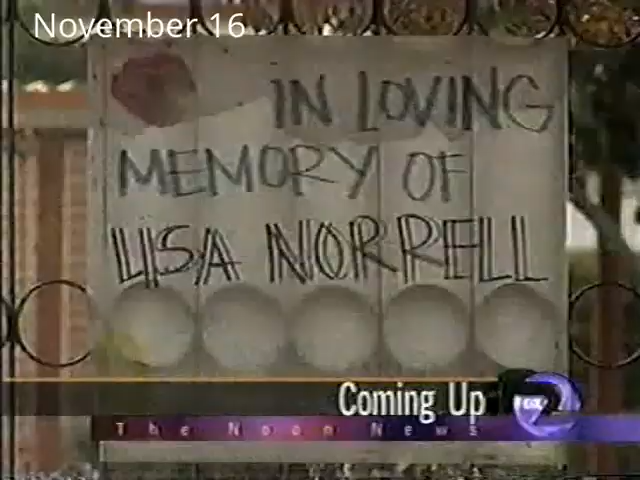 November 16
IN LOVING
MEMORY OF
LISA NORRELL
Coming Up
FOX 2
The Noon News